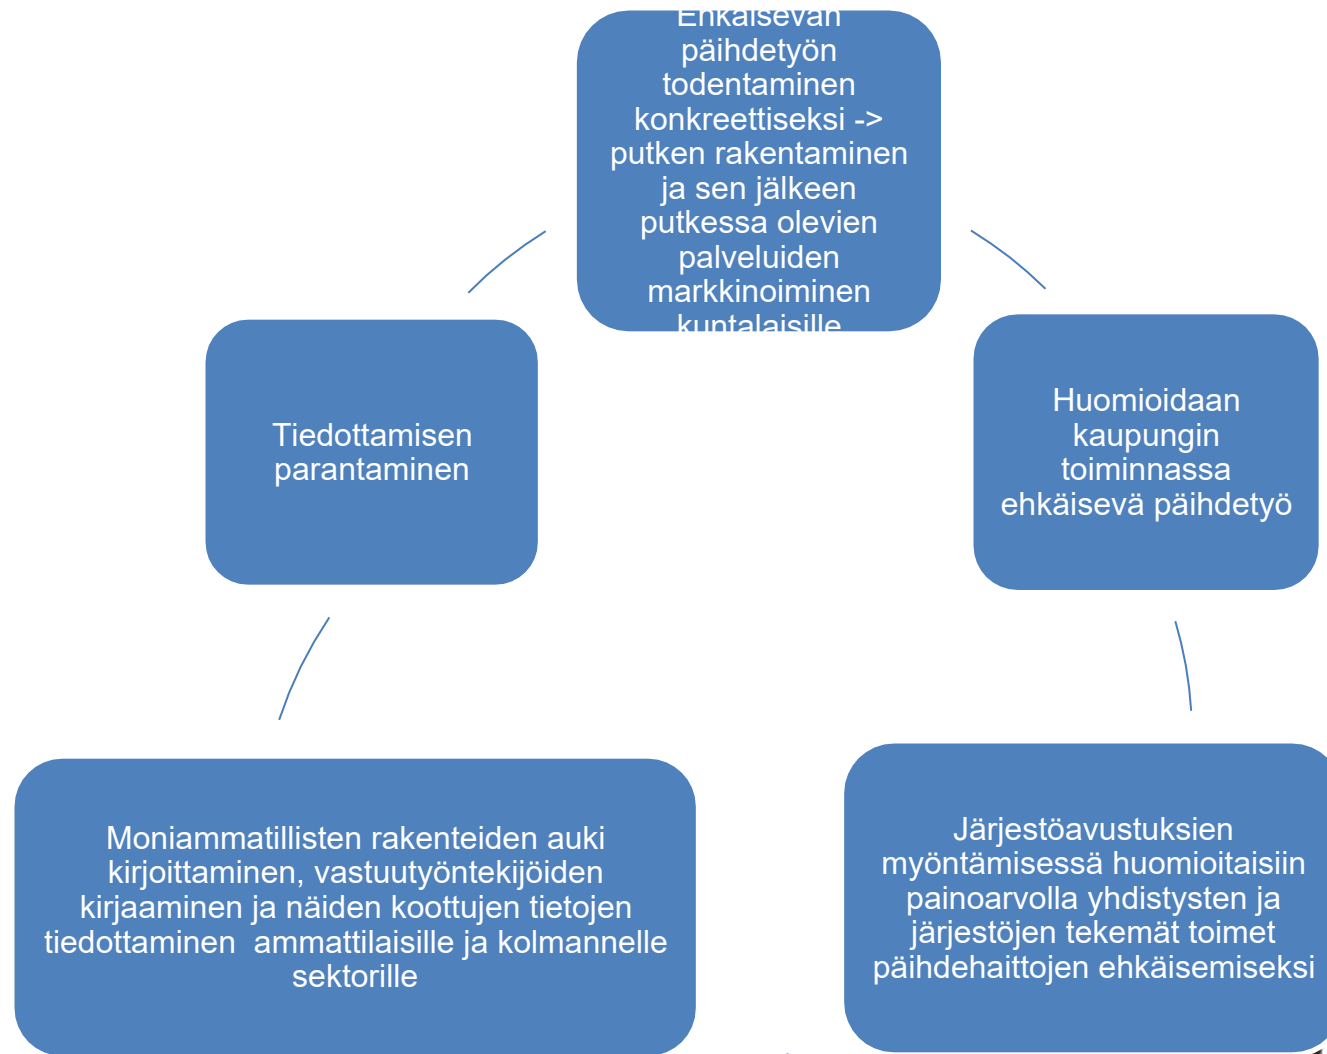 Ehkäisevän
päihdetyön
todentaminen
konkreettiseksi ->
putken rakentaminen
ja sen jälkeen
putkessa olevien
palveluiden
markkinoiminen
kuntalaisille
Huomioidaan
kaupungin
toiminnassa
ehkäisevä päihdetyö
Järjestöavustuksien
myöntämisessä huomioitaisiin
painoarvolla yhdistysten ja
järjestöjen tekemät toimet
päihdehaittojen ehkäisemiseksi
Moniammatillisten rakenteiden auki
kirjoittaminen, vastuutyöntekijöiden
kirjaaminen ja näiden koottujen tietojen
tiedottaminen  ammattilaisille ja kolmannelle
sektorille
Tiedottamisen
parantaminen